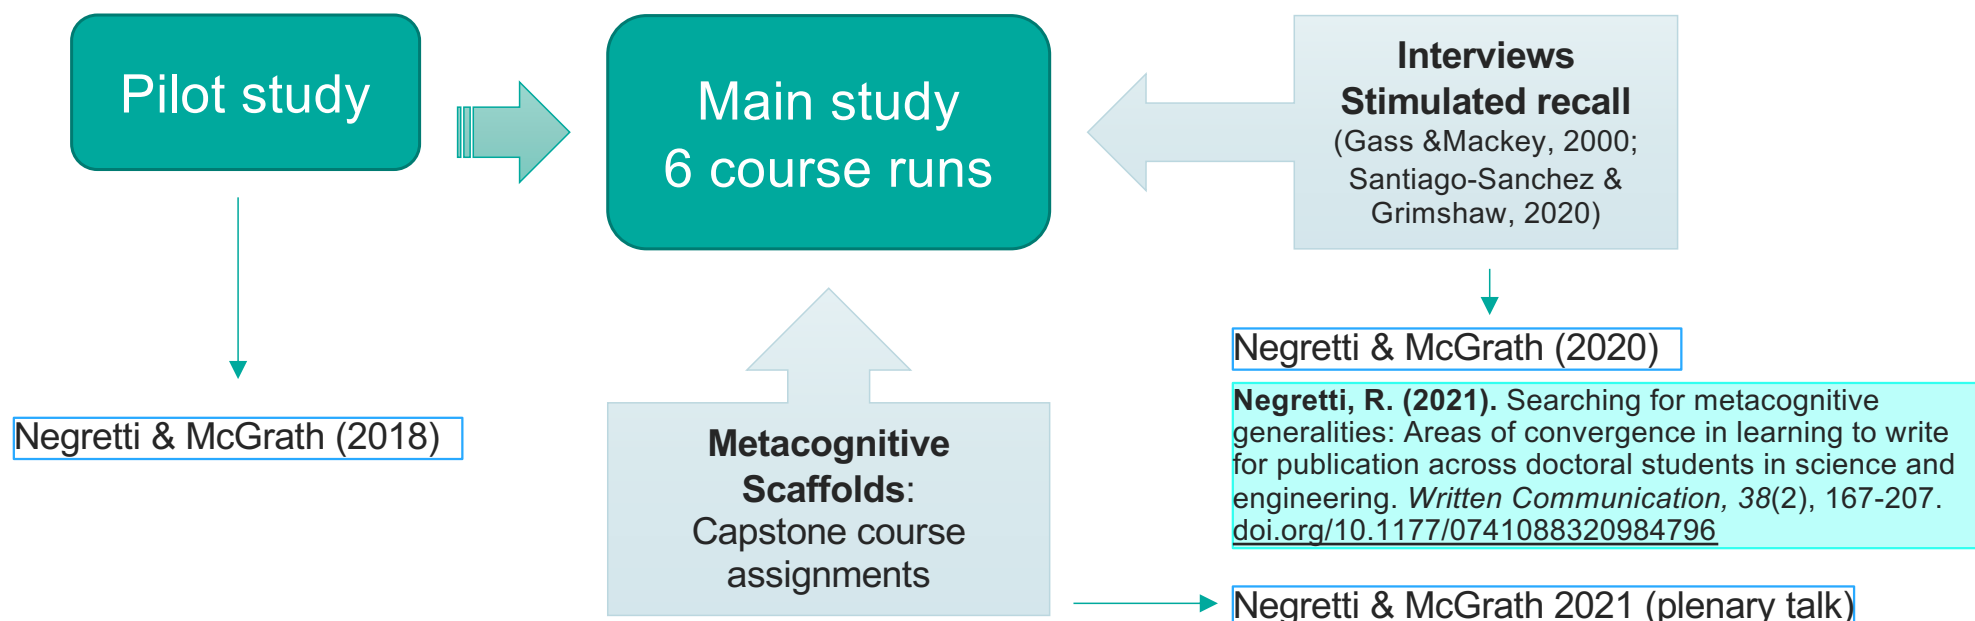 Pilot study
Main study
6 course runs
Interviews
Stimulated recall
(Gass &Mackey, 2000;
Santiago-Sanchez &
Grimshaw, 2020)
Negretti & McGrath (2018)
Metacognitive
Scaffolds:
Capstone course
assignments
Negretti & McGrath (2020)
Negretti, R. (2021). Searching for metacognitive
generalities: Areas of convergence in learning to write
for publication across doctoral students in science and
engineering. Written Communication, 38(2), 167-207.
doi.org/10.1177/0741088320984796
Negretti & McGrath 2021 (plenary talk)